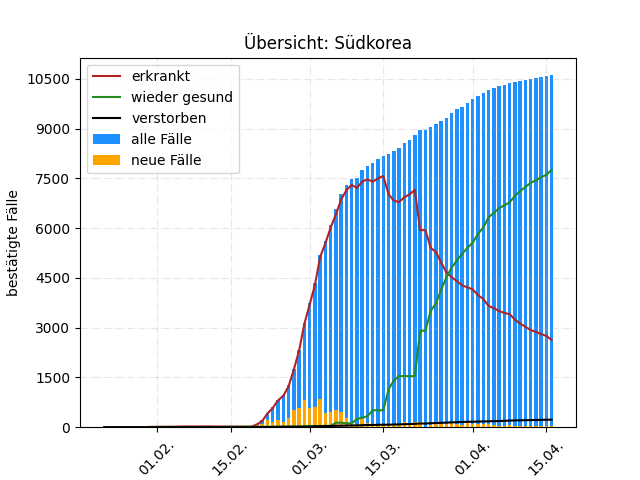 Übersicht: Südkorea
erkrankt
wieder gesund
verstorben
alle Fälle
neue Fälle
bestätigte Fälle
10500
9000
7500
6000
4500
3000
1500
0
01.02.
15.02.
01.03.
15.03.
01.04.
15.04.